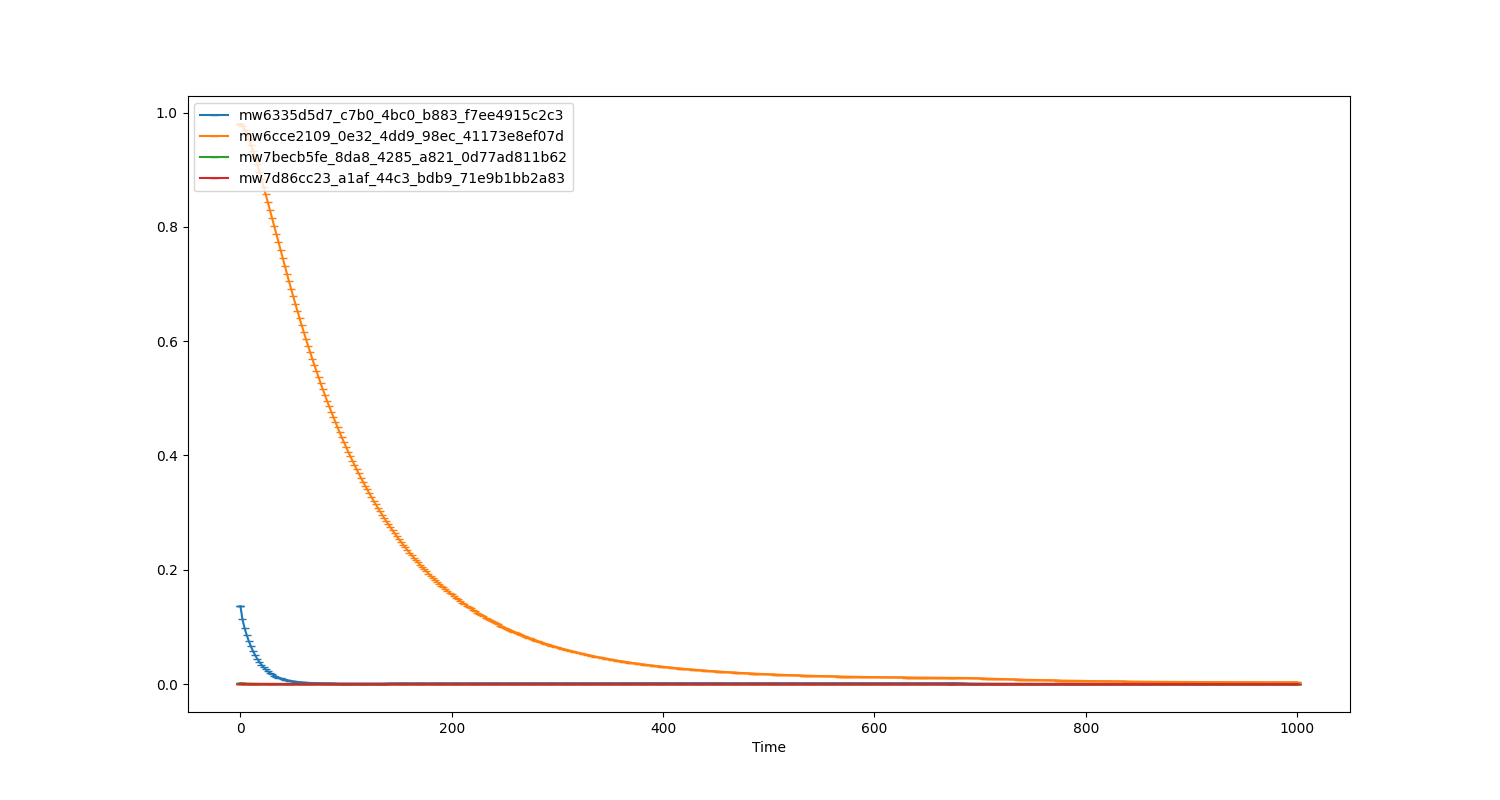 mw6335d5d7_c7b0_4bc0_b883_f7ee4915c2c3
mw6cce2109_0e32_4dd9_98ec_41173e8ef07d
mw7becb5fe_8da8_4285_a821_0d77ad811b62
mw7d86cc23_a1af_44c3_bdb9_71e9b1bb2a83
1.0
0.8
0.6
0.4
0.2
0.0
0 200 400 600 800 1000
Time